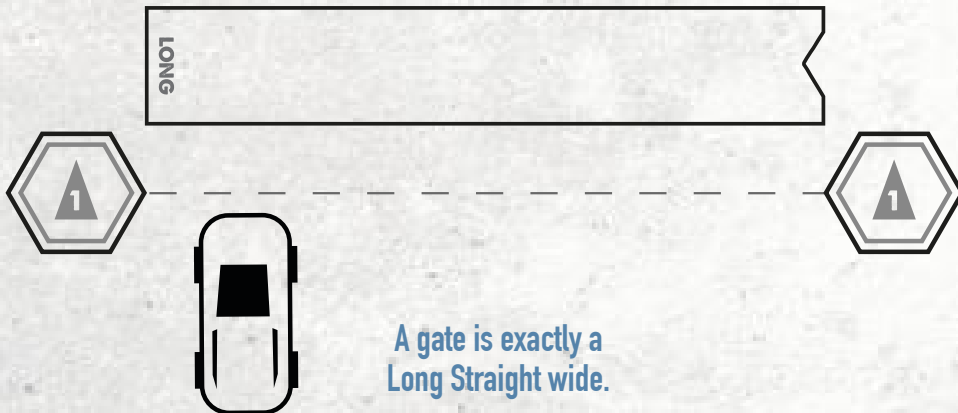 LONG
1
1
A gate is exactly a
Long Straight wide.